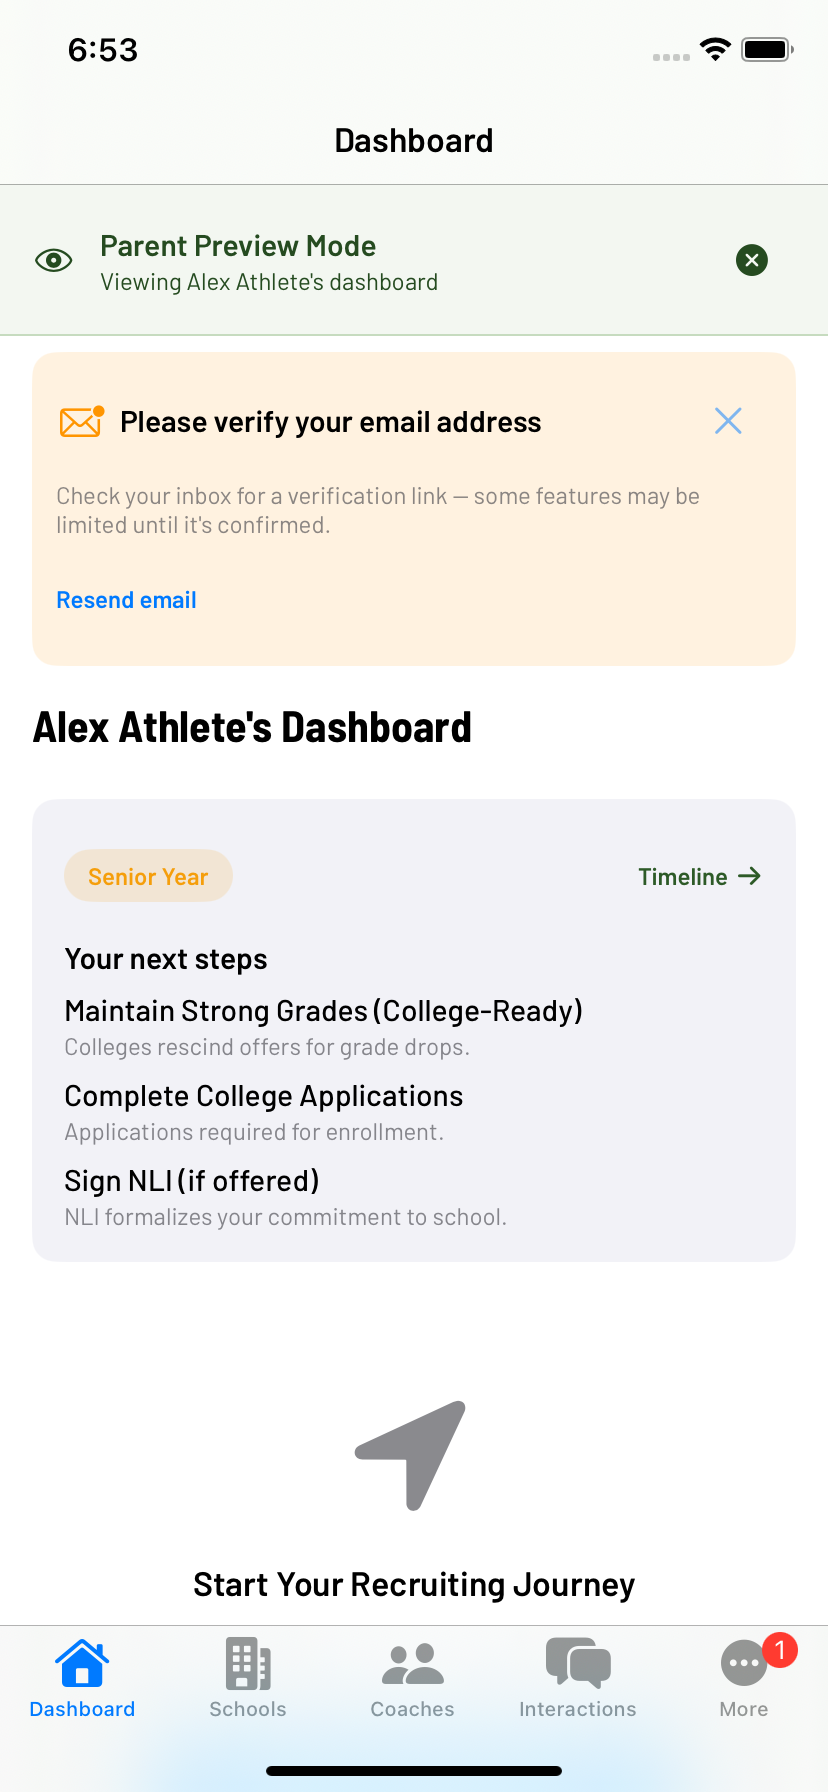 6:53
Dashboard
Parent Preview Mode
Viewing Alex Athlete's dashboard
Please verify your email address
Check your inbox for a verification link — some features may be
limited until it's confirmed.
Resend email
Alex Athlete's Dashboard
Senior Year
Timeline →
Your next steps
Maintain Strong Grades (College-Ready)
Colleges rescind offers for grade drops.
Complete College Applications
Applications required for enrollment.
Sign NLI (if offered)
NLI formalizes your commitment to school.
Start Your Recruiting Journey
1
Dashboard
Schools
Coaches
Interactions
More